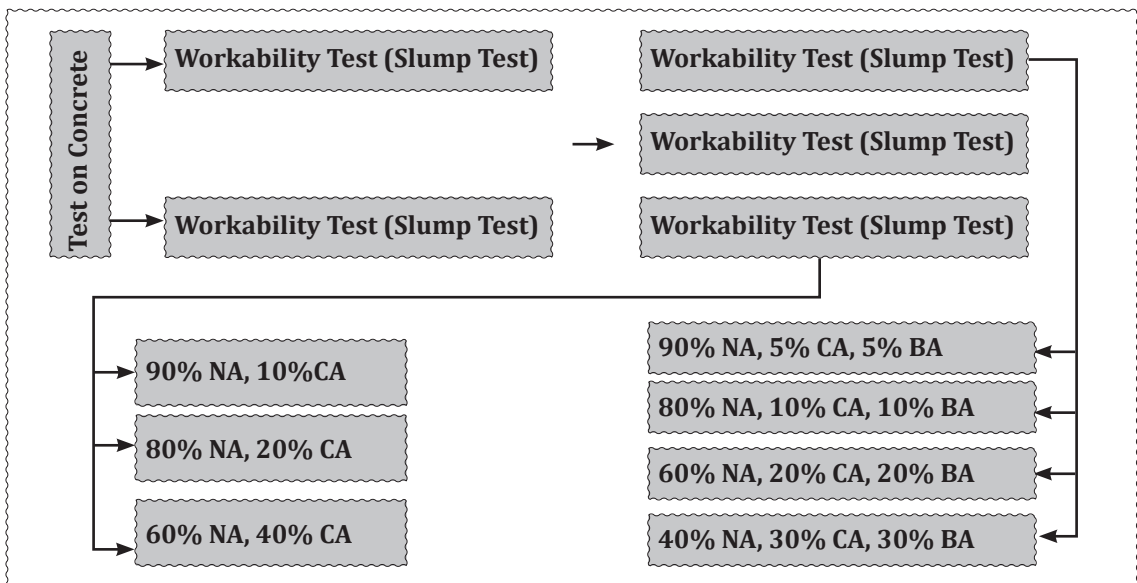 Test on Concrete
Workability Test (Slump Test)
Workability Test (Slump Test)
Workability Test (Slump Test)
Workability Test (Slump Test)
Workability Test (Slump Test)
90% NA, 10%CA
80% NA, 20% CA
60% NA, 40% CA
90% NA, 5% CA, 5% BA
80% NA, 10% CA, 10% BA
60% NA, 20% CA, 20% BA
40% NA, 30% CA, 30% BA